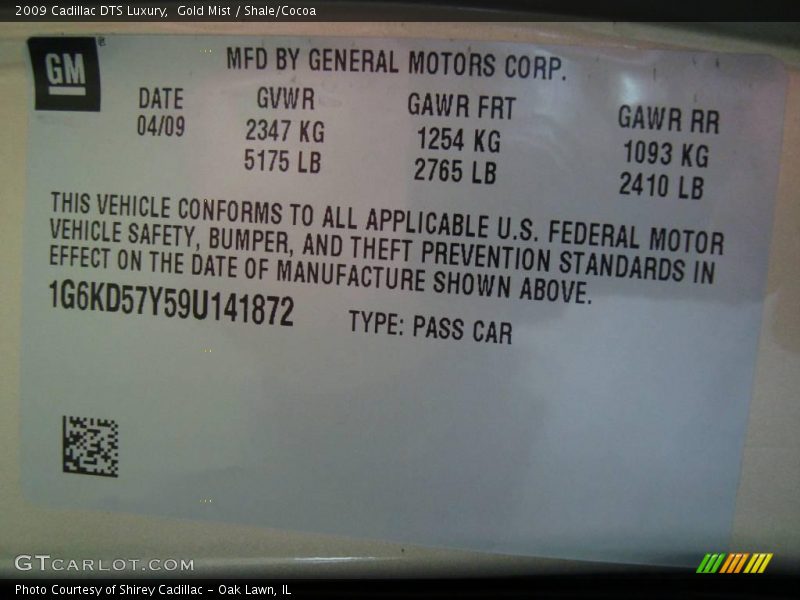 2009 Cadillac DTS Luxury,  Gold Mist / Shale/Cocoa
GM
®
MFD BY GENERAL MOTORS CORP.
DATE GVWR GAWR FRT GAWR RR
04/09 2347 KG 1254 KG 1093 KG
5175 LB 2765 LB 2410 LB
THIS VEHICLE CONFORMS TO ALL APPLICABLE U.S. FEDERAL MOTOR
VEHICLE SAFETY, BUMPER, AND THEFT PREVENTION STANDARDS IN
EFFECT ON THE DATE OF MANUFACTURE SHOWN ABOVE.
1G6KD57Y59U141872 TYPE: PASS CAR
GTCARLOT.COM
Photo Courtesy of Shirey Cadillac - Oak Lawn, IL